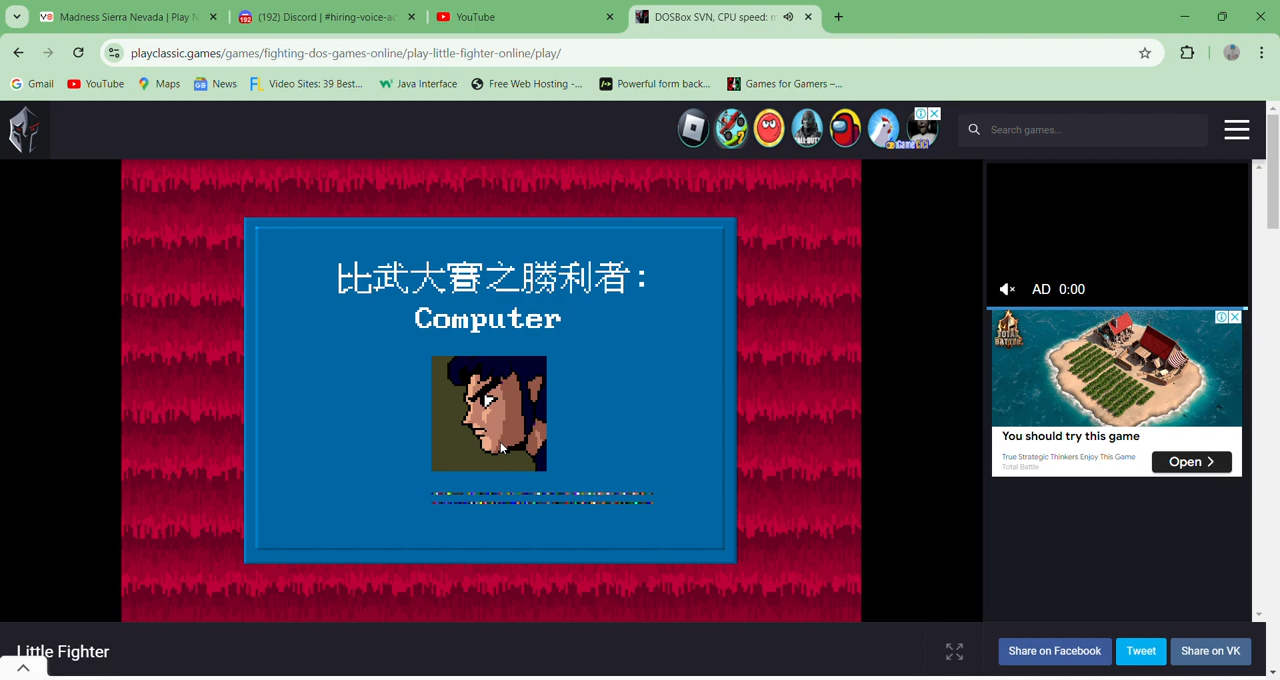 Madness Sierra Nevada | Play N
(192) Discord | #hiring-voice-ac
YouTube
DOSBox SVN, CPU speed: m
playclassic.games/games/fighting-dos-games-online/play-little-fighter-online/play/
Gmail
YouTube
Maps
News
Video Sites: 39 Best...
Java Interface
Free Web Hosting -...
Powerful form back...
Games for Gamers –...
Search games...
比武大賽之勝利者:
Computer
AD 0:00
TOTAL BATTLE
You should try this game
True Strategic Thinkers Enjoy This Game
Total Battle
Open
Little Fighter
Share on Facebook
Tweet
Share on VK